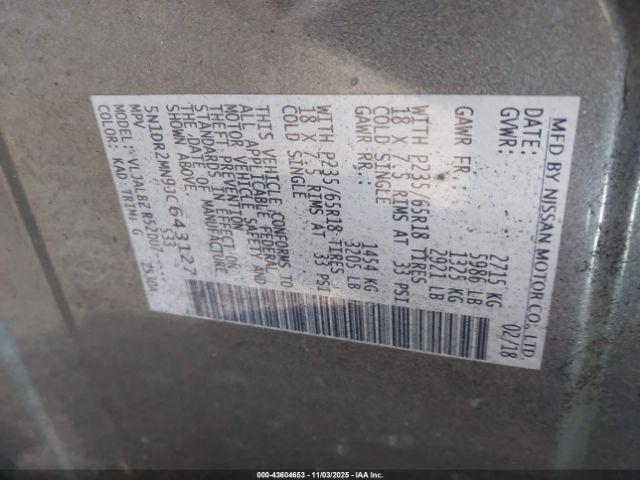 MFD BY NISSAN MOTOR CO., LTD
DATE: 02/18
GVWR: 2715 KG
5986 LB
GAWR FR.: 1323 KG
2921 LB
WITH P235/65R18 TIRES
18 X 7.5 RIMS AT 33 PSI
COLD SINGLE
GAWR RR.: 1454 KG
3205 LB
WITH P235/65R18 TIRES
18 X 7.5 RIMS AT 33 PSI
COLD SINGLE
THIS VEHICLE CONFORMS TO
ALL APPLICABLE FEDERAL
MOTOR VEHICLE SAFETY AND
THEFT PREVENTION
STANDARDS IN EFFECT ON
THE DATE OF MANUFACTURE
SHOWN ABOVE. 533
5N1DR2MN9JC643127
MPV
COLOR: KAD TRIM: G
000-43604653 - 11/03/2025 - IAA Inc.